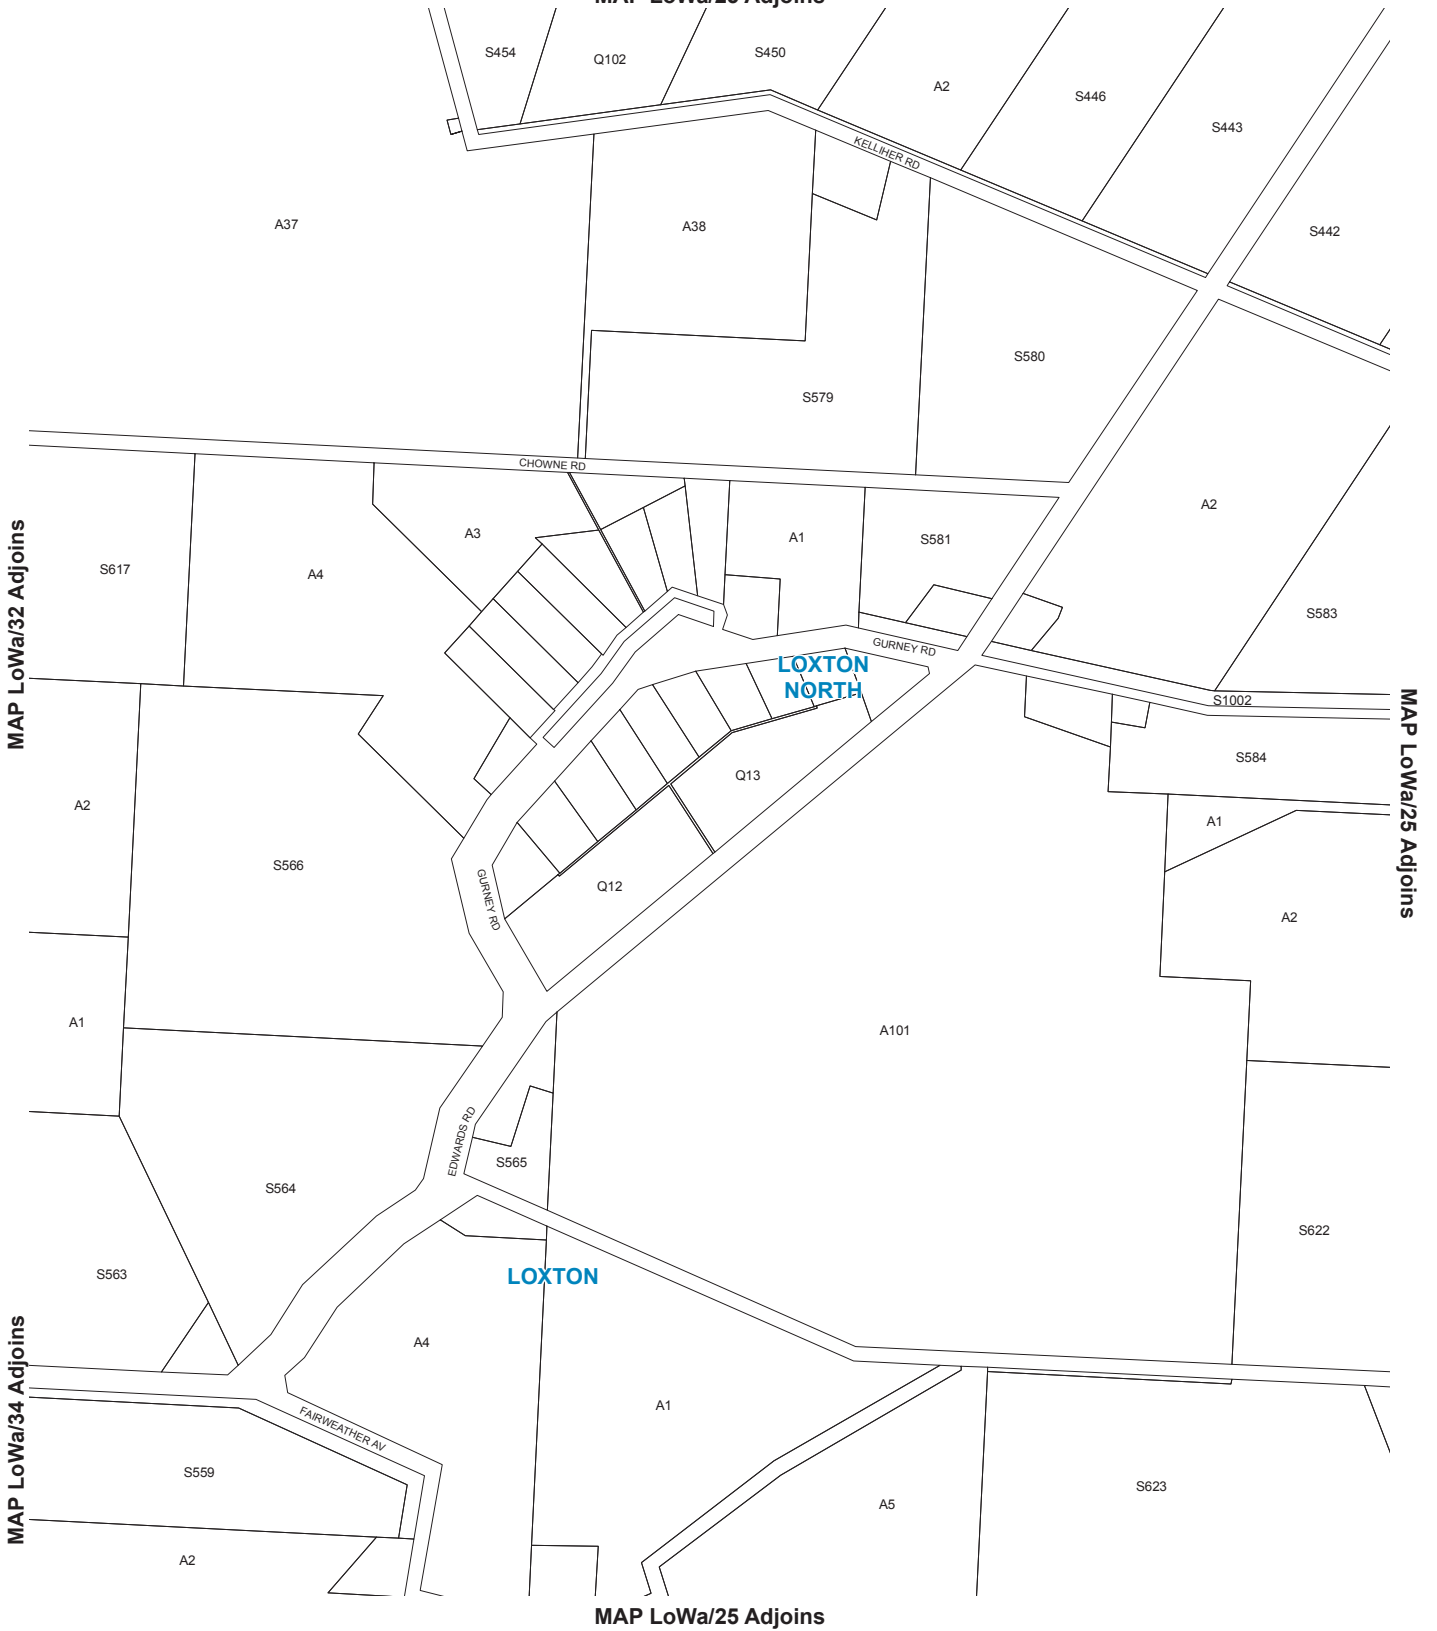 MAP LoWa/25 Adjoins
S454
Q102
S450
A2
S446
S443
KELLIHER RD
A37
A38
S442
S580
S579
CHOWNE RD
A3
A1
S581
A2
S617
A4
S583
MAP LoWa/32 Adjoins
GURNEY RD
LOXTON
NORTH
S1002
MAP LoWa/25 Adjoins
S584
Q13
A2
A1
S566
Q12
GURNEY RD
A2
A1
A101
EDWARDS RD
S565
S564
S622
S563
LOXTON
A4
MAP LoWa/34 Adjoins
A1
FAIRWEATHER AV
S559
S623
A5
A2
MAP LoWa/25 Adjoins